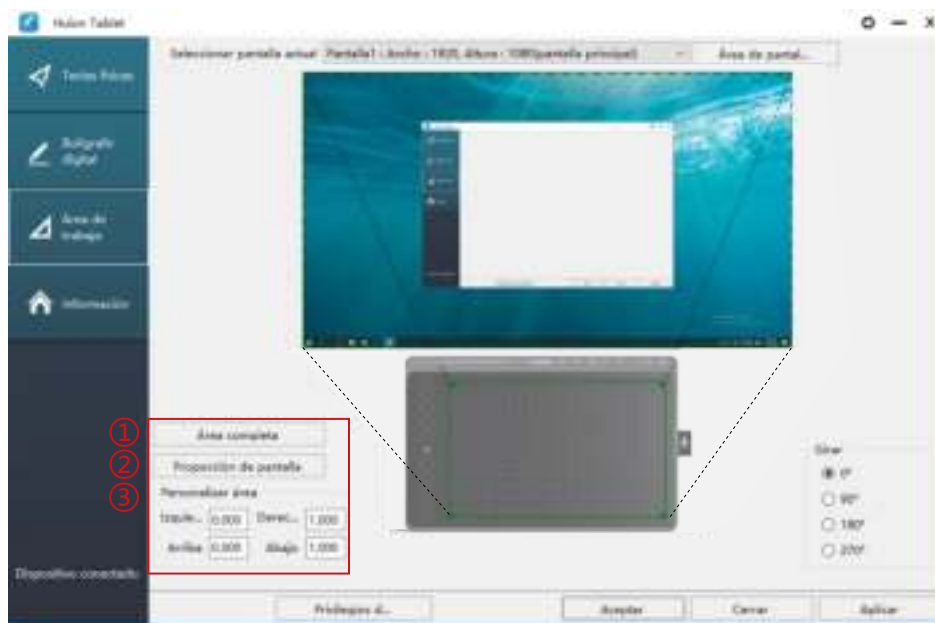 Huion Tablet
Seleccionar pantalla actual Pantalla1 : Ancho : 1920, Altura : 1080(pantalla principal) Área de pantal...
Teclas físicas
Bolígrafo
digital
Área de
trabajo
Información
① Área completa
② Proporción de pantalla
③ Personalizar área
Izquie... 0.000 Derec... 1.000
Arriba 0.000 Abajo 1.000
Girar
0°
90°
180°
270°
Dispositivo conectado
Privilegios d... Aceptar Cerrar Aplicar